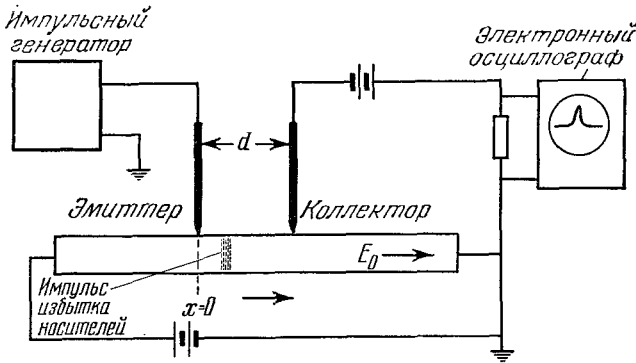 Импульсный
генератор
Электронный
осциллограф
d
Эмиттер
Коллектор
E₀
Импульс
избытка
носителей
x=0